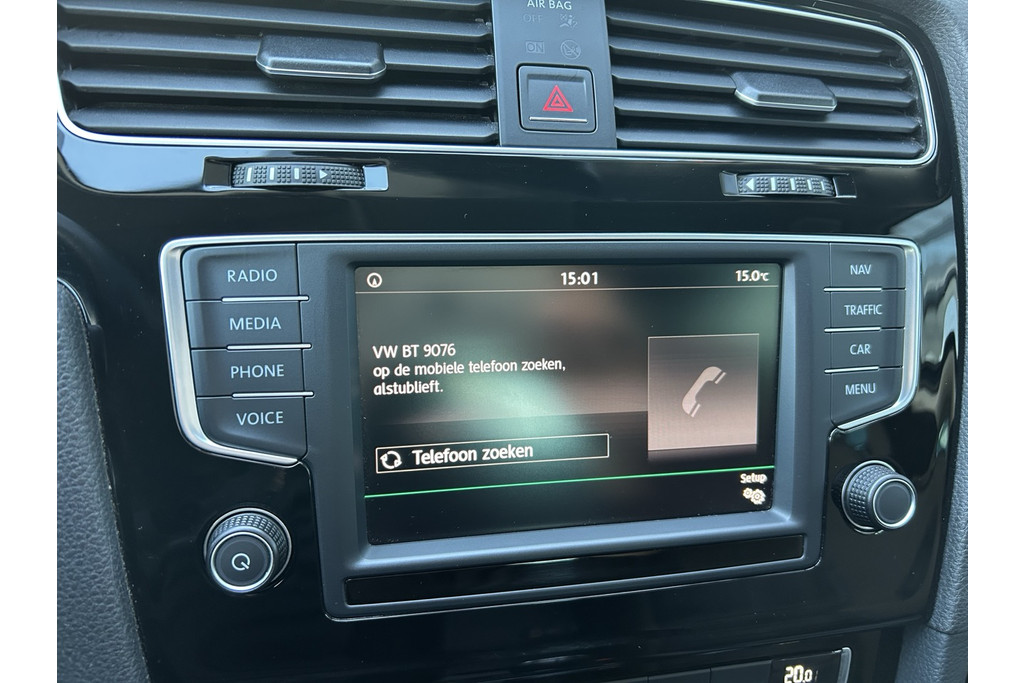 AIR BAG
OFF
ON
RADIO
MEDIA
PHONE
VOICE
15:01
15.0°C
VW BT 9076
op de mobiele telefoon zoeken,
alstublieft.
Telefoon zoeken
Setup
NAV
TRAFFIC
CAR
MENU
20.0